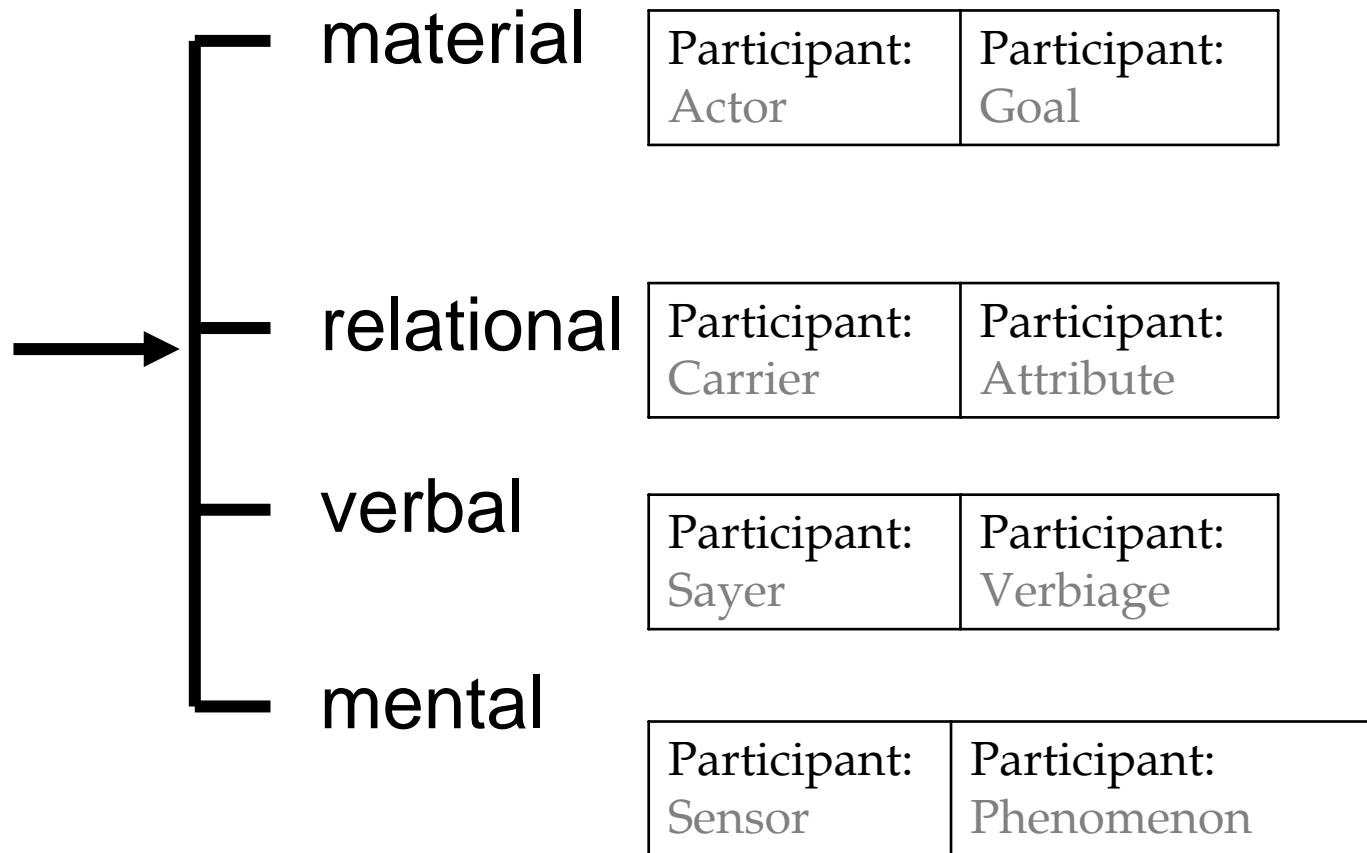 material
Participant: Participant:
Actor Goal
relational
Participant: Participant:
Carrier Attribute
verbal
Participant: Participant:
Sayer Verbiage
mental
Participant: Participant:
Sensor Phenomenon